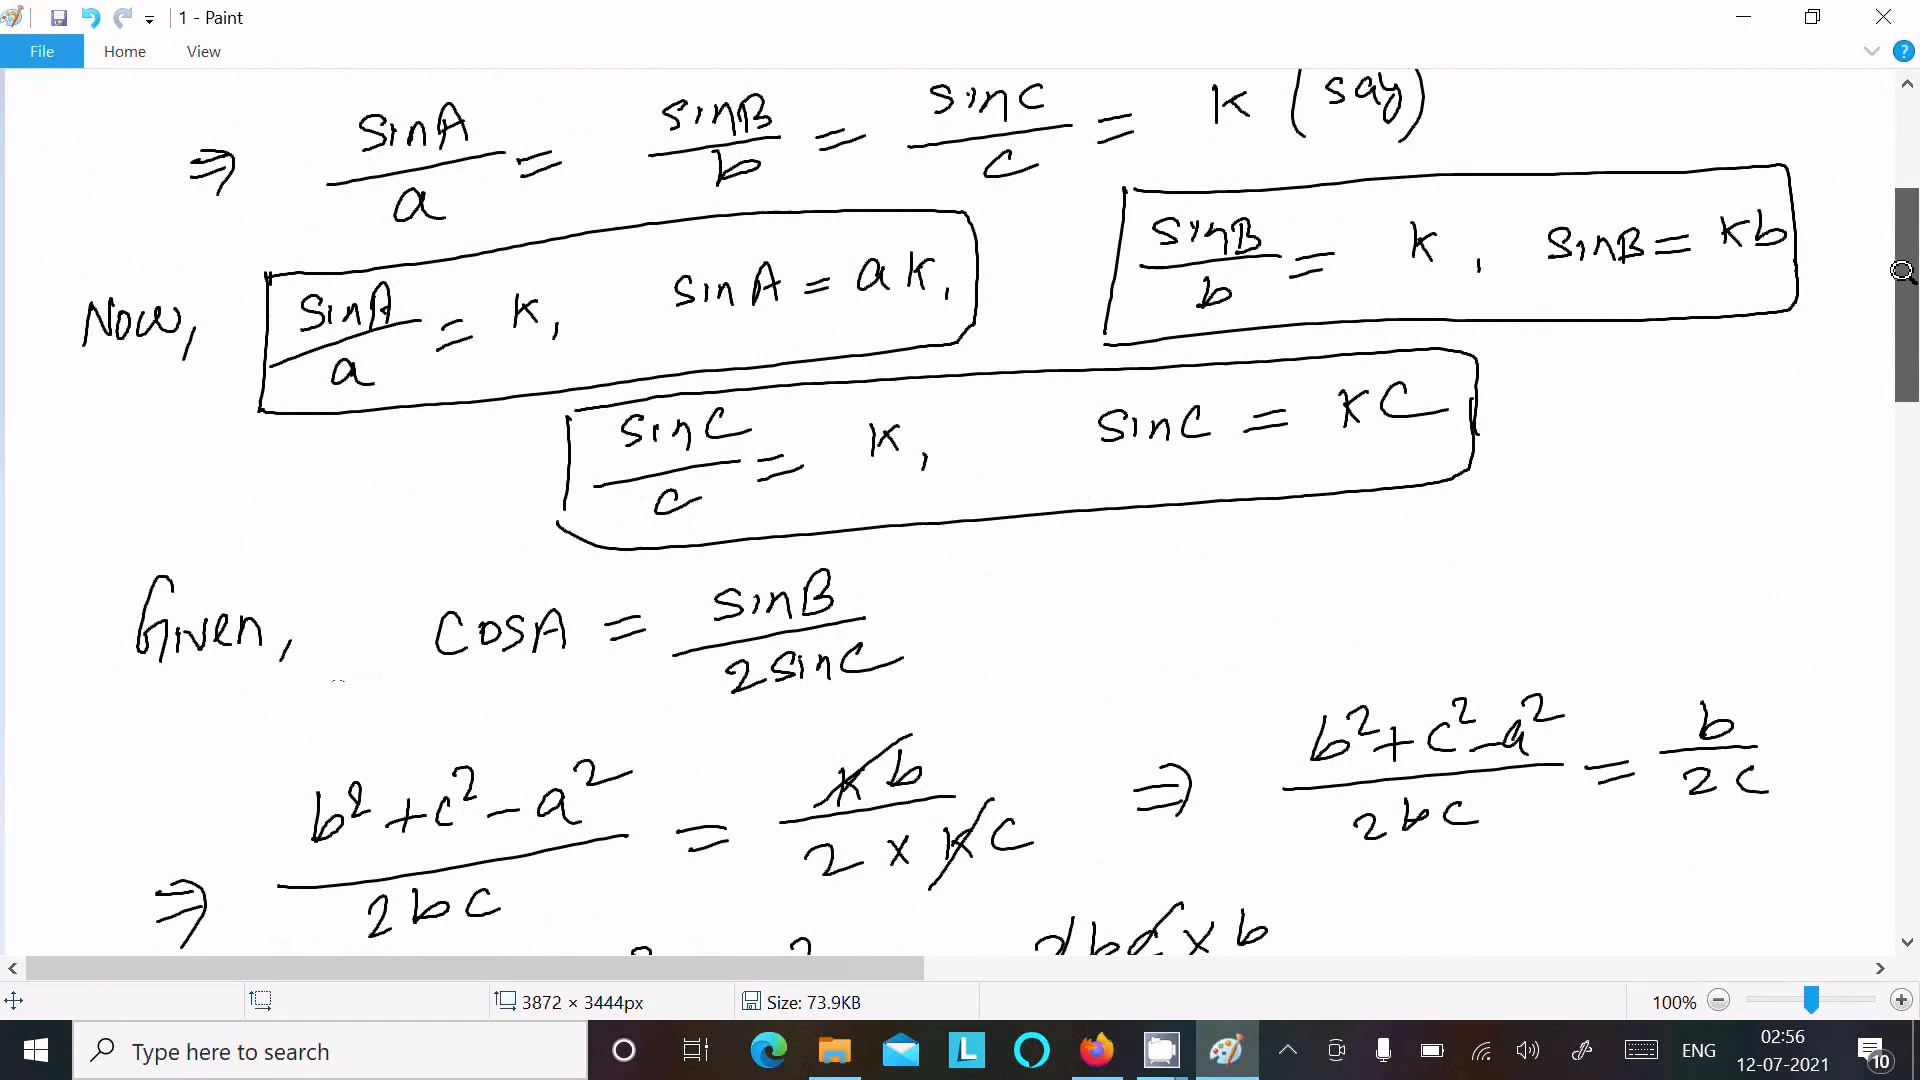 1 - Paint
File Home View
⇒ sinA/a = sinB/b = sinC/c = K (say)
Now, sinA/a = K, sinA = aK, sinB/b = K, sinB = Kb
sinC/c = K, sinC = KC
Given, cosA = sinB/2sinC
⇒ b²+c²-a²/2bc = Kb/2×Kc ⇒ b²+c²-a²/2bc = b/2c
2bc×b
3872 × 3444px Size: 73.9KB 100%
Type here to search
L
ENG
02:56
12-07-2021
10